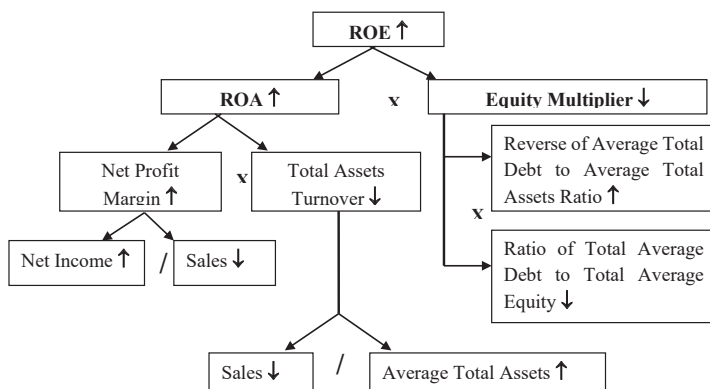 ROE ↑
ROA ↑
x
Equity Multiplier ↓
Net Profit
Margin ↑
x
Total Assets
Turnover ↓
Reverse of Average Total
Debt to Average Total
Assets Ratio ↑
x
Net Income ↑
/
Sales ↓
Ratio of Total Average
Debt to Total Average
Equity ↓
Sales ↓
/
Average Total Assets ↑